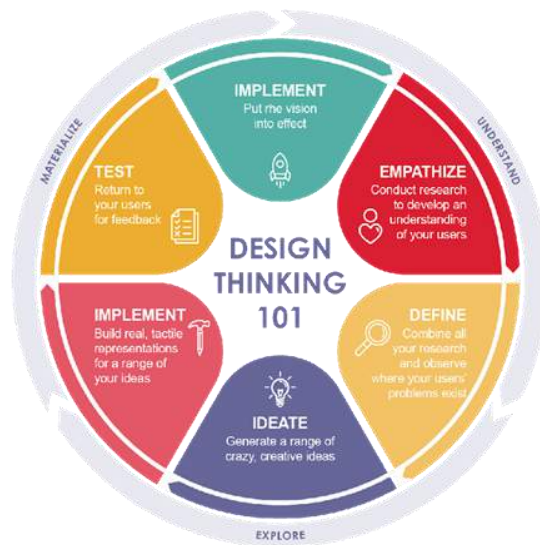 IMPLEMENT
Put rhe vision
into effect
UNDERSTAND
EMPATHIZE
Conduct research
to develop an
understanding
of your users
DEFINE
Combine all
your research
and observe
where your users'
problems exist
EXPLORE
IDEATE
Generate a range of
crazy, creative ideas
IMPLEMENT
Build real, tactile
representations
for a range of
your ideas
MATERIALIZE
TEST
Return to
your users
for feedback
DESIGN
THINKING
101